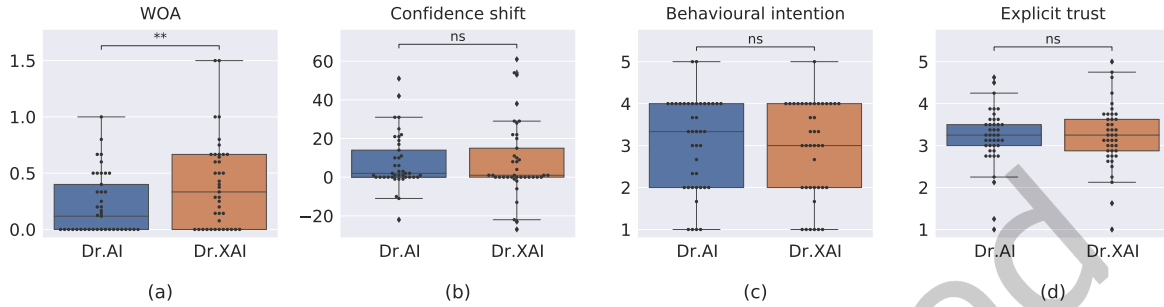 WOA
**
1.5
1.0
0.5
0.0
Dr.AI Dr.XAI
(a)
Confidence shift
ns
60
40
20
0
−20
Dr.AI Dr.XAI
(b)
Behavioural intention
ns
5
4
3
2
1
Dr.AI Dr.XAI
(c)
Explicit trust
ns
5
4
3
2
1
Dr.AI Dr.XAI
(d)